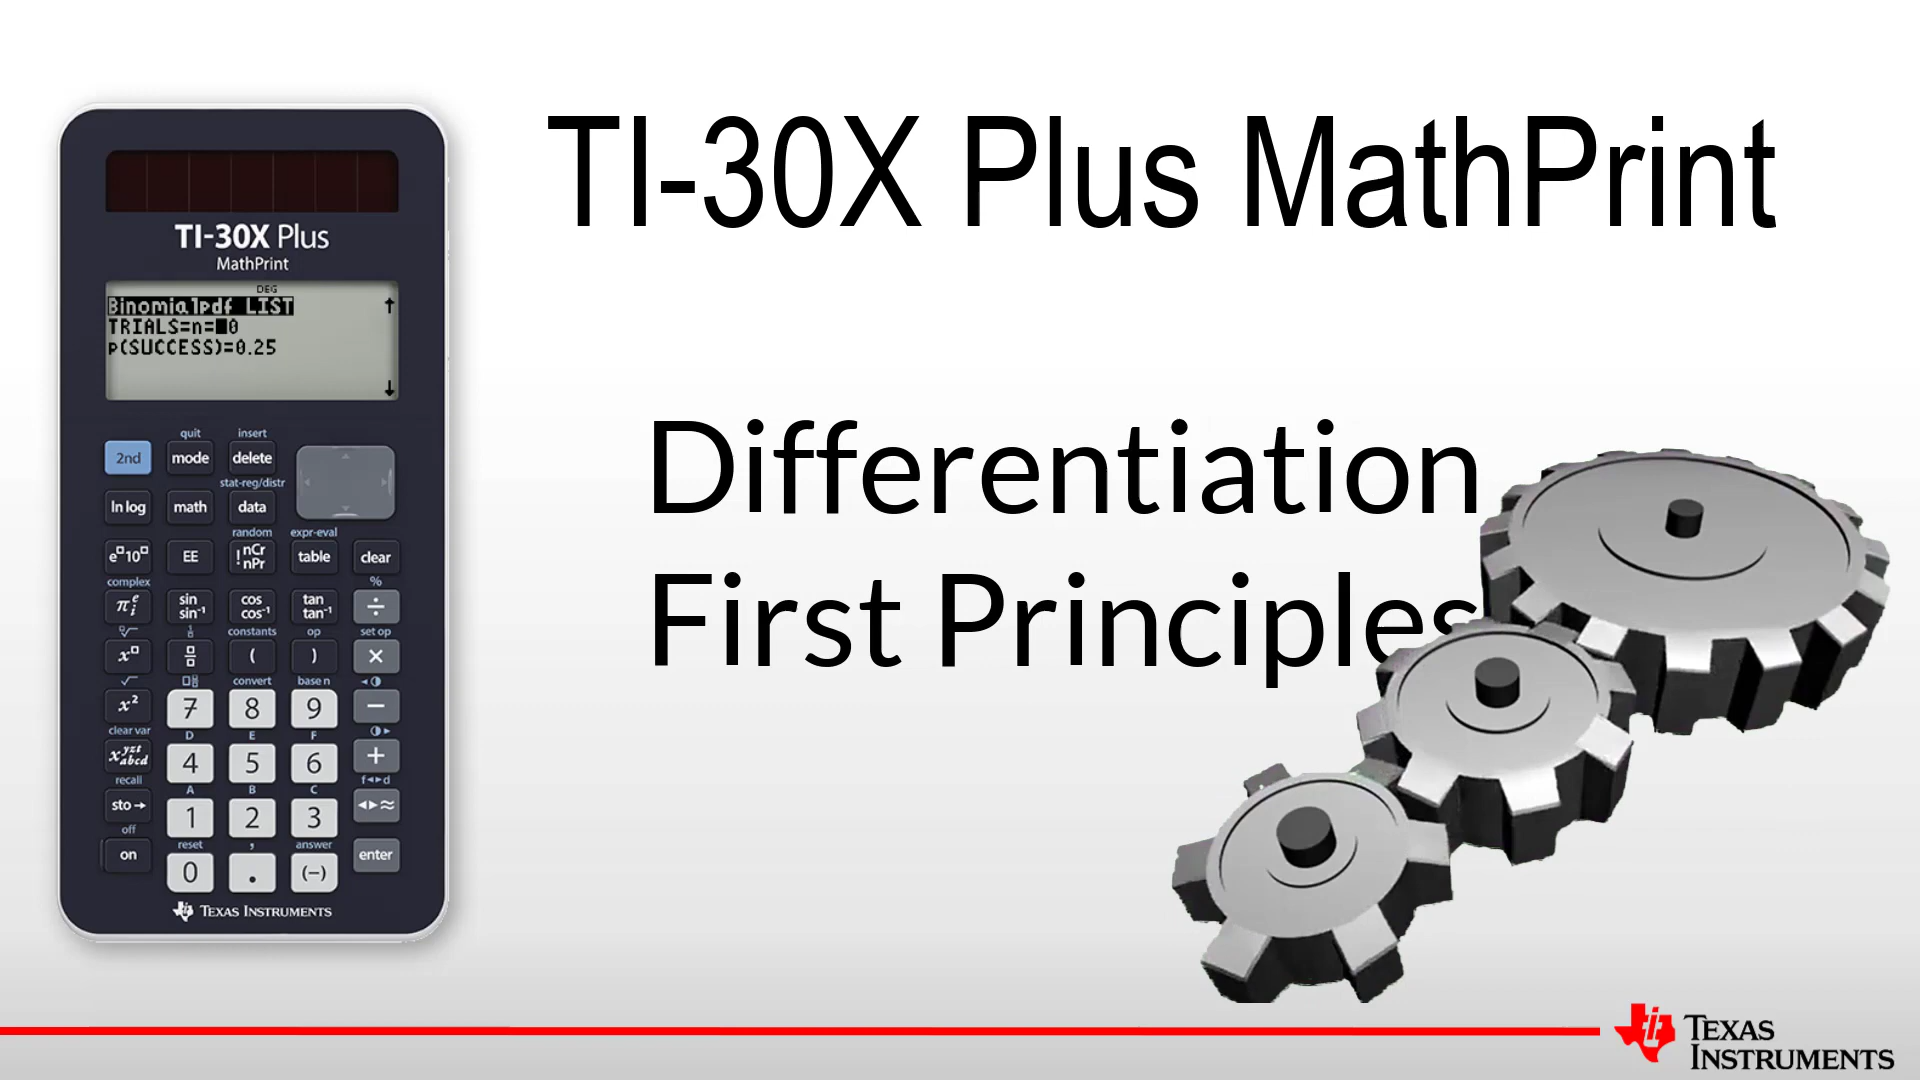 TI-30X Plus MathPrint
Differentiation
First Principles
TI-30X Plus
MathPrint
DEG
Binomialpdf LIST ↑
TRIALS=n=█0
P(SUCCESS)=0.25
↓
quit insert
2nd mode delete
stat-reg/distr
ln log math data
random expr-eval
e□10□ EE !nCr nPr table clear
complex %
π e i sin sin⁻¹ cos cos⁻¹ tan tan⁻¹ ÷
□√ 1/□ constants op set op
x□ □/□ ( ) ×
√ □□/□ convert base n ◂◑
x² 7 8 9 −
clear var D E F ◑▸
x yzt abcd 4 5 6 +
recall A B C f◂▸d
sto→ 1 2 3 ◂▸≈
off reset , answer
on 0 . (−) enter
TEXAS INSTRUMENTS
TEXAS
INSTRUMENTS